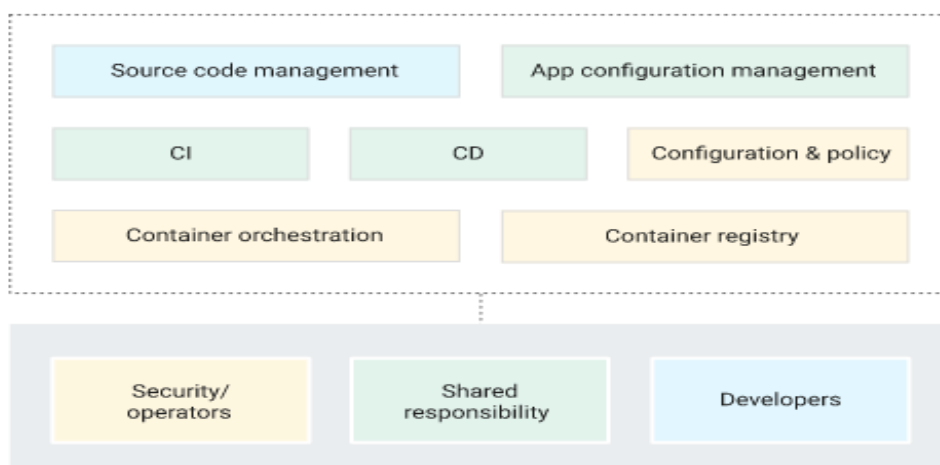 Source code management
App configuration management
CI
CD
Configuration & policy
Container orchestration
Container registry
Security/
operators
Shared
responsibility
Developers